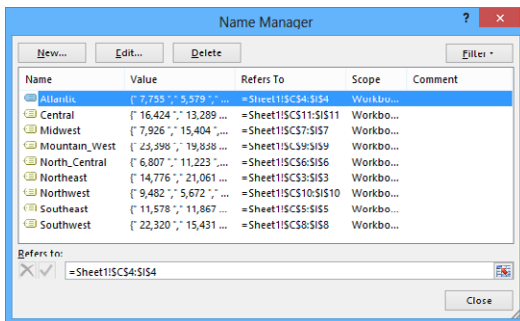 Name Manager
? ×
New... Edit... Delete Filter
Name Value Refers To Scope Comment
Atlantic {" 7,755 "," 5,579 "," ... =Sheet1!$C$4:$I$4 Workbo...
Central {" 16,424 "," 13,289 ... =Sheet1!$C$11:$I$11 Workbo...
Midwest {" 7,926 "," 15,404 ",... =Sheet1!$C$7:$I$7 Workbo...
Mountain_West {" 23,398 "," 19,838 ... =Sheet1!$C$9:$I$9 Workbo...
North_Central {" 6,807 "," 11,223 ",... =Sheet1!$C$6:$I$6 Workbo...
Northeast {" 14,776 "," 21,061 ... =Sheet1!$C$3:$I$3 Workbo...
Northwest {" 9,482 "," 5,672 "," ... =Sheet1!$C$10:$I$10 Workbo...
Southeast {" 11,578 "," 11,867 ... =Sheet1!$C$5:$I$5 Workbo...
Southwest {" 22,320 "," 15,431 ... =Sheet1!$C$8:$I$8 Workbo...
Refers to:
=Sheet1!$C$4:$I$4
Close